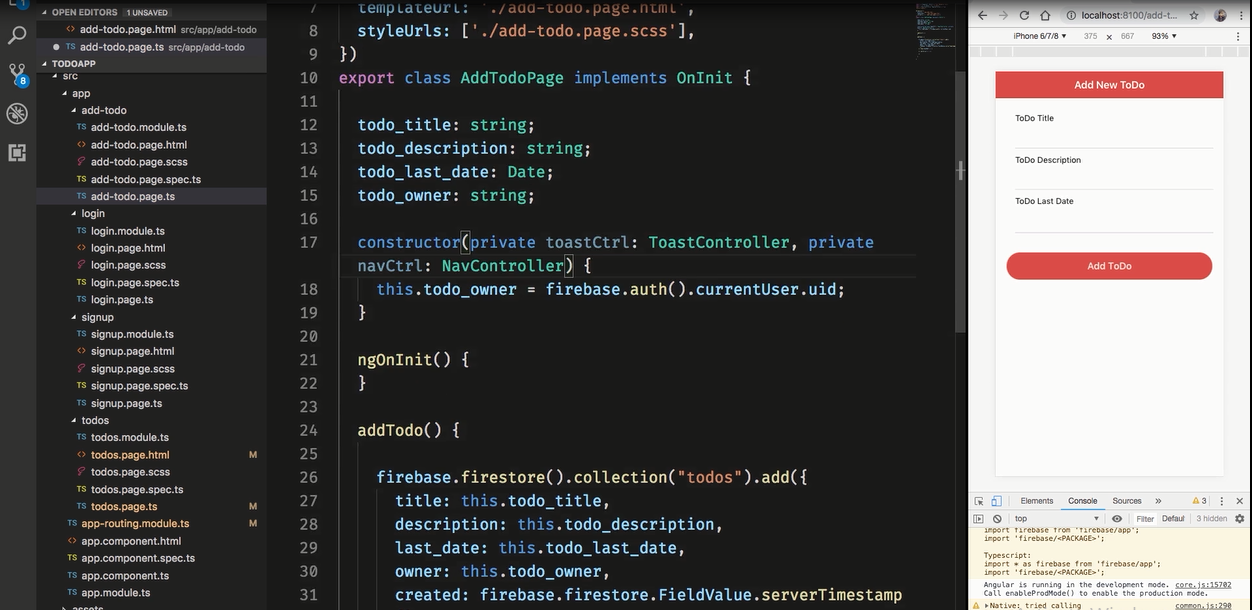 OPEN EDITORS 1 UNSAVED
add-todo.page.html src/app/add-todo
TS add-todo.page.ts src/app/add-todo
TODOAPP
src
app
add-todo
TS add-todo.module.ts
<> add-todo.page.html
add-todo.page.scss
TS add-todo.page.spec.ts
TS add-todo.page.ts
login
TS login.module.ts
<> login.page.html
login.page.scss
TS login.page.spec.ts
TS login.page.ts
signup
TS signup.module.ts
<> signup.page.html
signup.page.scss
TS signup.page.spec.ts
TS signup.page.ts
todos
TS todos.module.ts
<> todos.page.html M
todos.page.scss
TS todos.page.spec.ts
TS todos.page.ts M
TS app-routing.module.ts M
<> app.component.html
TS app.component.spec.ts
TS app.component.ts
TS app.module.ts
assets
8
7 templateUrl: './add-todo.page.html',
8 styleUrls: ['./add-todo.page.scss'],
9 })
10 export class AddTodoPage implements OnInit {
11
12 todo_title: string;
13 todo_description: string;
14 todo_last_date: Date;
15 todo_owner: string;
16
17 constructor(private toastCtrl: ToastController, private
navCtrl: NavController) {
18 this.todo_owner = firebase.auth().currentUser.uid;
19 }
20
21 ngOnInit() {
22 }
23
24 addTodo() {
25
26 firebase.firestore().collection("todos").add({
27 title: this.todo_title,
28 description: this.todo_description,
29 last_date: this.todo_last_date,
30 owner: this.todo_owner,
31 created: firebase.firestore.FieldValue.serverTimestamp
localhost:8100/add-t...
iPhone 6/7/8 ▼ 375 × 667 93% ▼
Add New ToDo
ToDo Title
ToDo Description
ToDo Last Date
Add ToDo
Elements Console Sources » 3
top Filter Defaul 3 hidden
import firebase from 'firebase/app';
import 'firebase/<PACKAGE>';
Typescript:
import * as firebase from 'firebase/app';
import 'firebase/<PACKAGE>';
Angular is running in the development mode. core.js:15702
Call enableProdMode() to enable the production mode.
Native: tried calling common.js:290